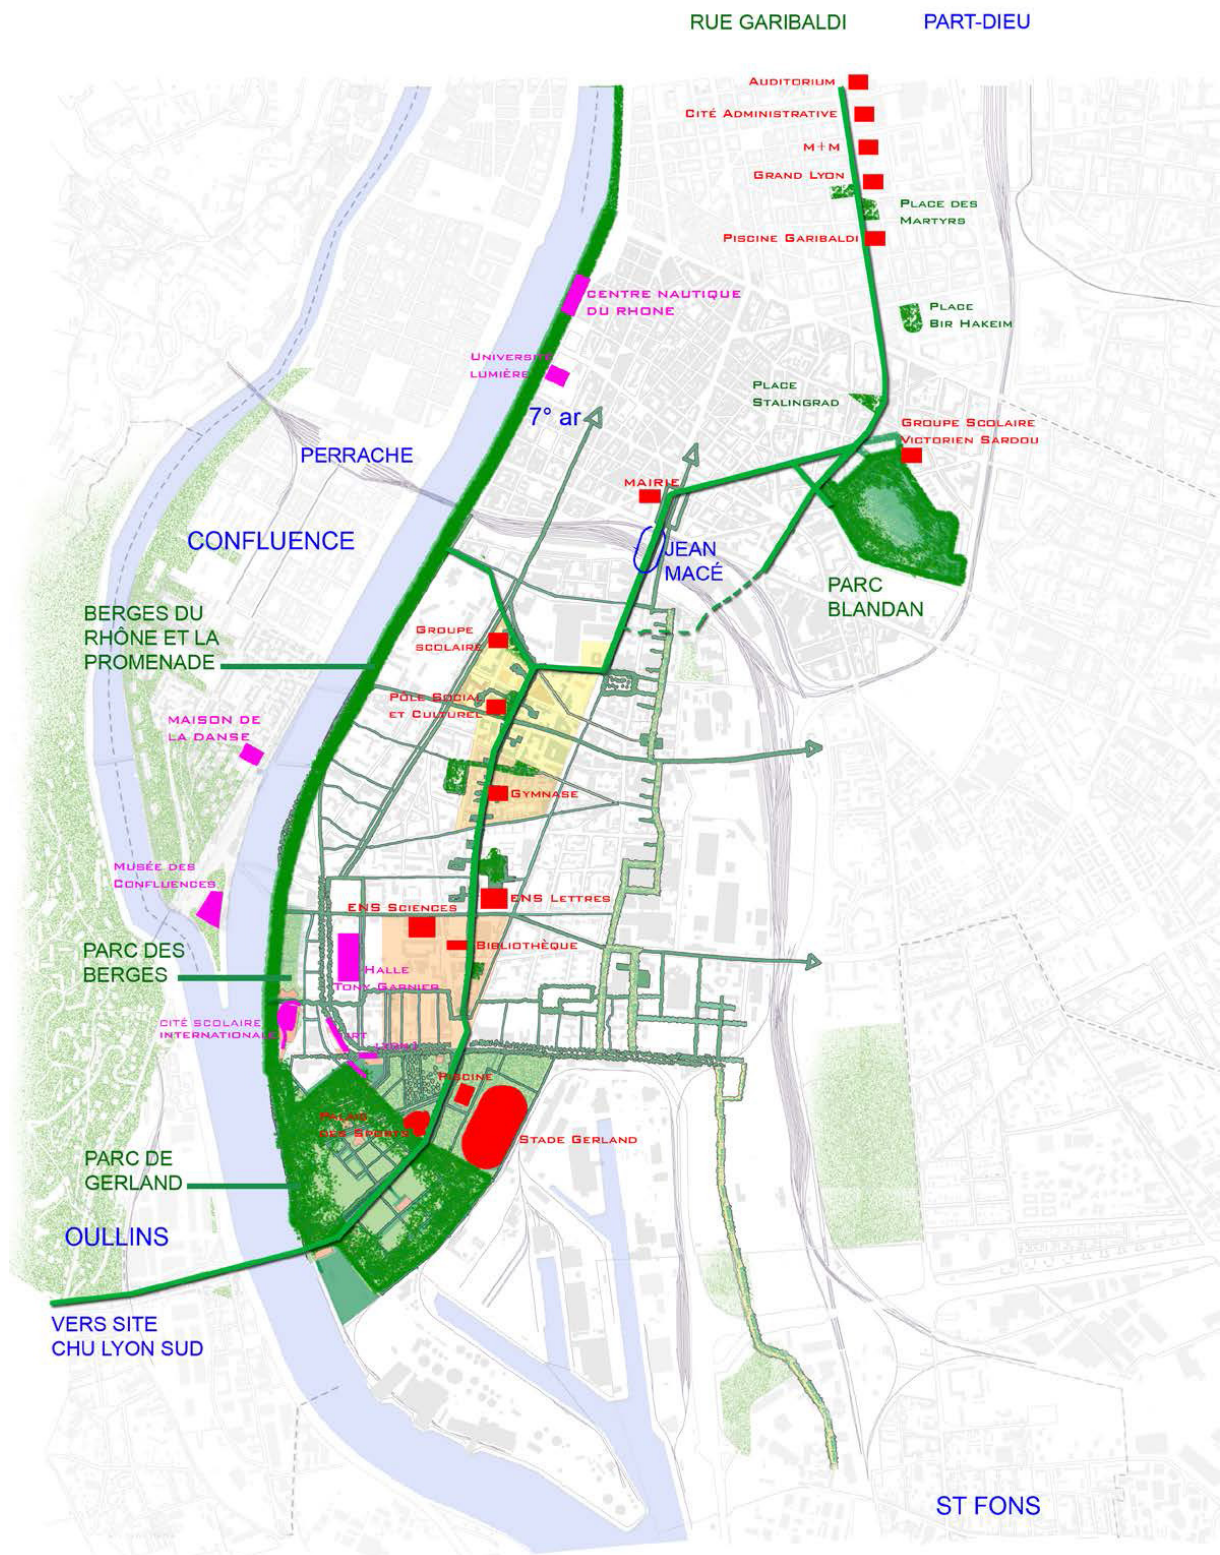 RUE GARIBALDI
PART-DIEU
AUDITORIUM
CITÉ ADMINISTRATIVE
M+M
GRAND LYON
PLACE DES
MARTYRS
PISCINE GARIBALDI
CENTRE NAUTIQUE
DU RHONE
PLACE
BIR HAKEIM
UNIVERSITÉ
LUMIÈRE
PLACE
STALINGRAD
7° ar
GROUPE SCOLAIRE
VICTORIEN SARDOU
PERRACHE
MAIRIE
CONFLUENCE
JEAN
MACÉ
PARC
BLANDAN
BERGES DU
RHÔNE ET LA
PROMENADE
GROUPE
SCOLAIRE
PÔLE SOCIAL
ET CULTUREL
MAISON DE
LA DANSE
GYMNASE
MUSÉE DES
CONFLUENCES
ENS SCIENCES
ENS LETTRES
PARC DES
BERGES
BIBLIOTHÈQUE
HALLE
TONY GARNIER
CITÉ SCOLAIRE
INTERNATIONALE
PISCINE
PALAIS
DES SPORTS
STADE GERLAND
PARC DE
GERLAND
OULLINS
VERS SITE
CHU LYON SUD
ST FONS